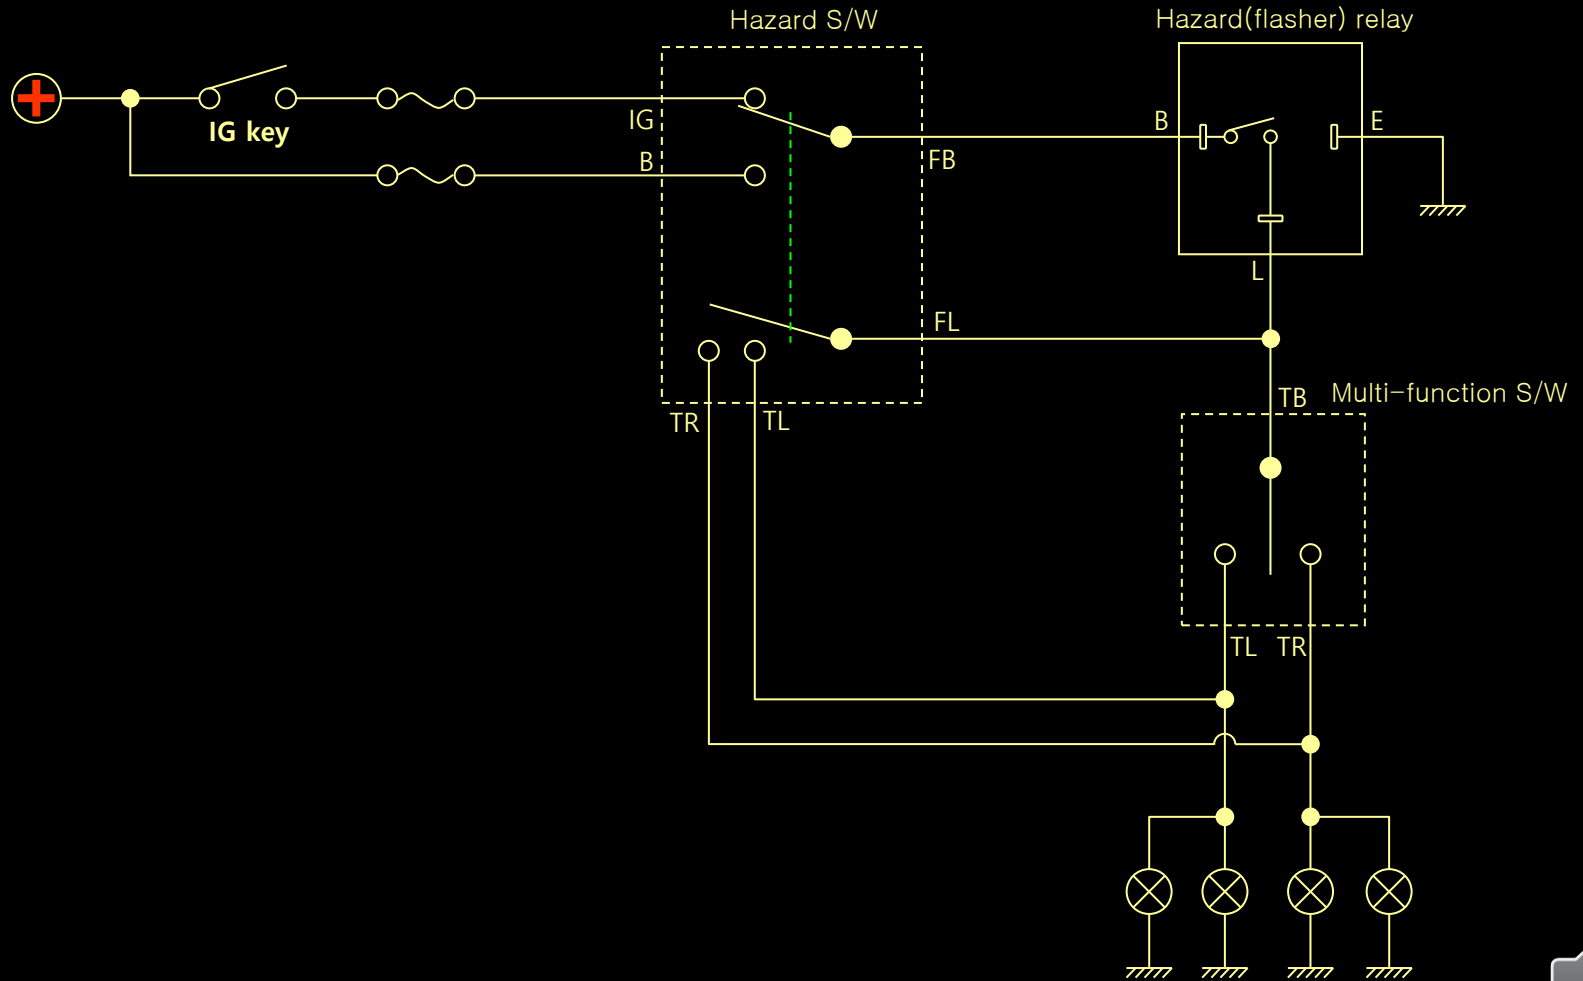 Hazard S/W
Hazard(flasher) relay
IG key
IG
B
FB
B
E
L
FL
TR
TL
TB
Multi-function S/W
TL
TR